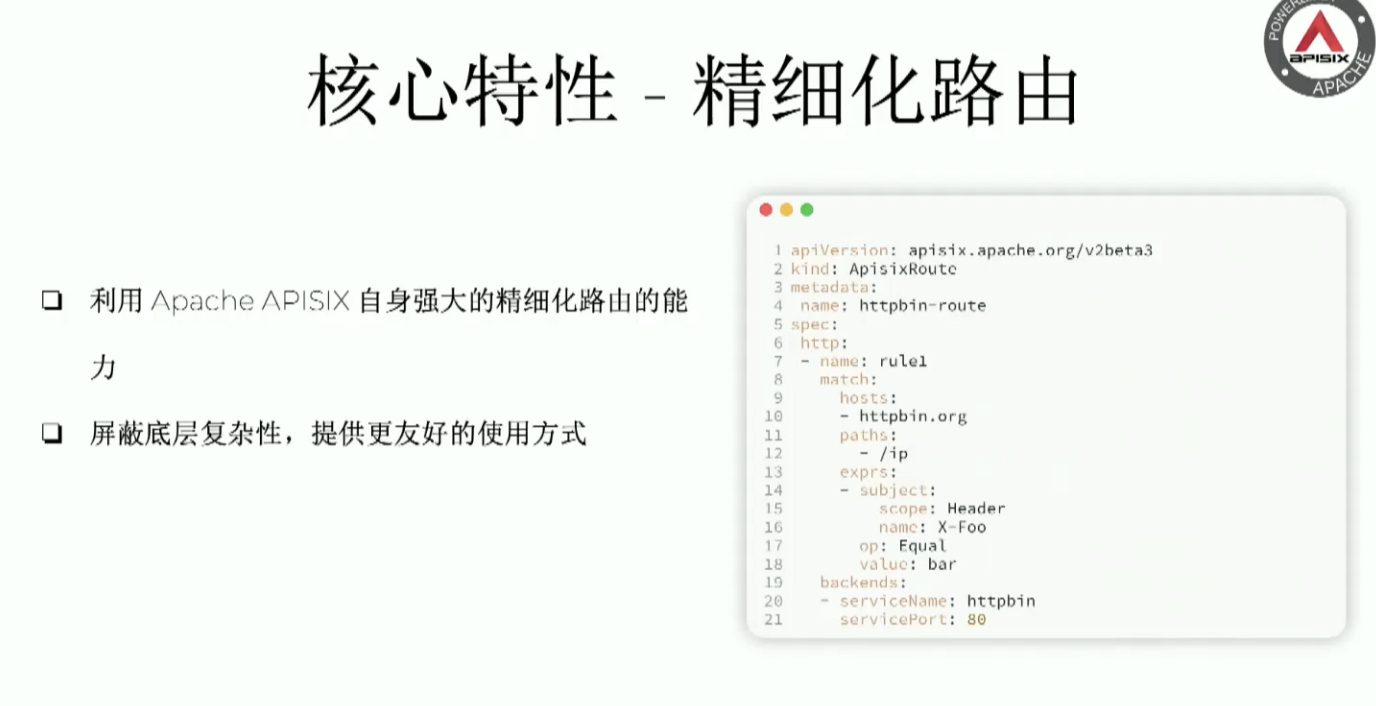 POWERED BY
APISIX
APACHE
核心特性 - 精细化路由
❏ 利用 Apache APISIX 自身强大的精细化路由的能
力
❏ 屏蔽底层复杂性，提供更友好的使用方式
1 apiVersion: apisix.apache.org/v2beta3
2 kind: ApisixRoute
3 metadata:
4  name: httpbin-route
5 spec:
6  http:
7  - name: rule1
8    match:
9      hosts:
10      - httpbin.org
11      paths:
12        - /ip
13      exprs:
14      - subject:
15          scope: Header
16          name: X-Foo
17        op: Equal
18        value: bar
19    backends:
20    - serviceName: httpbin
21      servicePort: 80